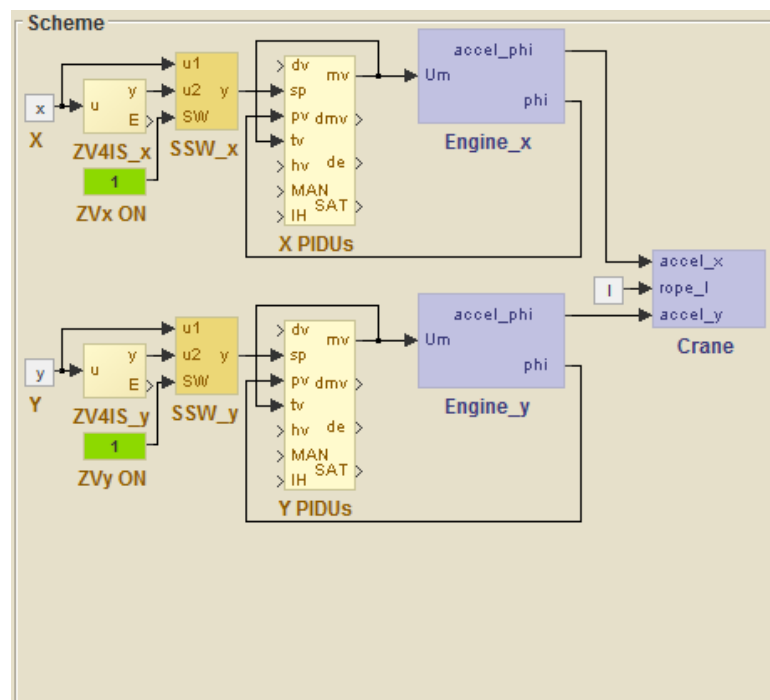 Scheme
x
X
u
y
E
ZV4IS_x
1
ZVx ON
u1
u2
y
SW
SSW_x
dv
mv
sp
pv
dmv
tv
hv
de
MAN
SAT
IH
X PIDUs
accel_phi
Um
phi
Engine_x
y
Y
u
y
E
ZV4IS_y
1
ZVy ON
u1
u2
y
SW
SSW_y
dv
mv
sp
pv
dmv
tv
hv
de
MAN
SAT
IH
Y PIDUs
accel_phi
Um
phi
Engine_y
l
accel_x
rope_l
accel_y
Crane